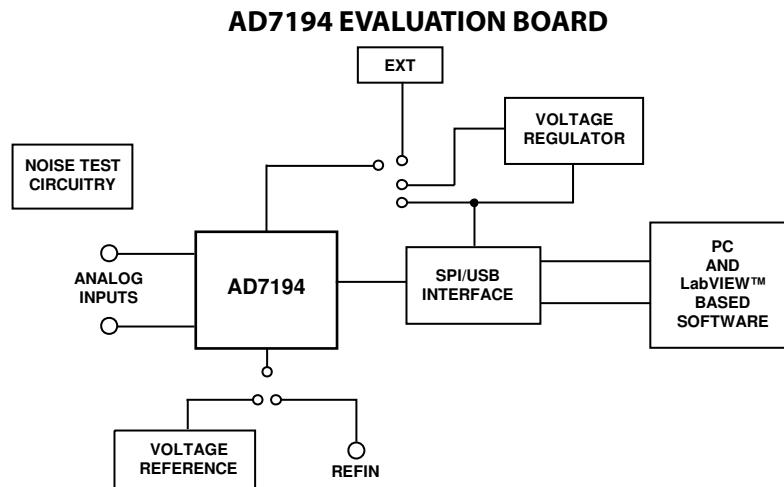 AD7194 EVALUATION BOARD
EXT
VOLTAGE
REGULATOR
NOISE TEST
CIRCUITRY
ANALOG
INPUTS
AD7194
SPI/USB
INTERFACE
PC
AND
LabVIEW™
BASED
SOFTWARE
VOLTAGE
REFERENCE
REFIN